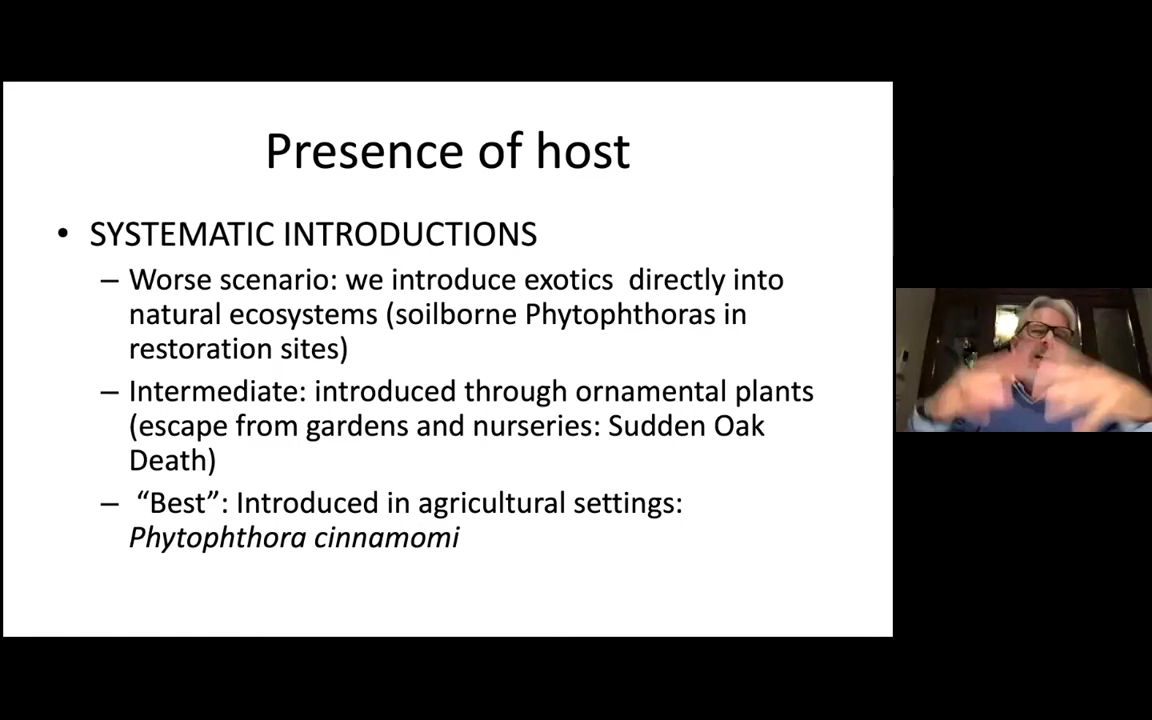 Presence of host
• SYSTEMATIC INTRODUCTIONS
– Worse scenario: we introduce exotics  directly into
natural ecosystems (soilborne Phytophthoras in
restoration sites)
– Intermediate: introduced through ornamental plants
(escape from gardens and nurseries: Sudden Oak
Death)
– “Best”: Introduced in agricultural settings:
Phytophthora cinnamomi